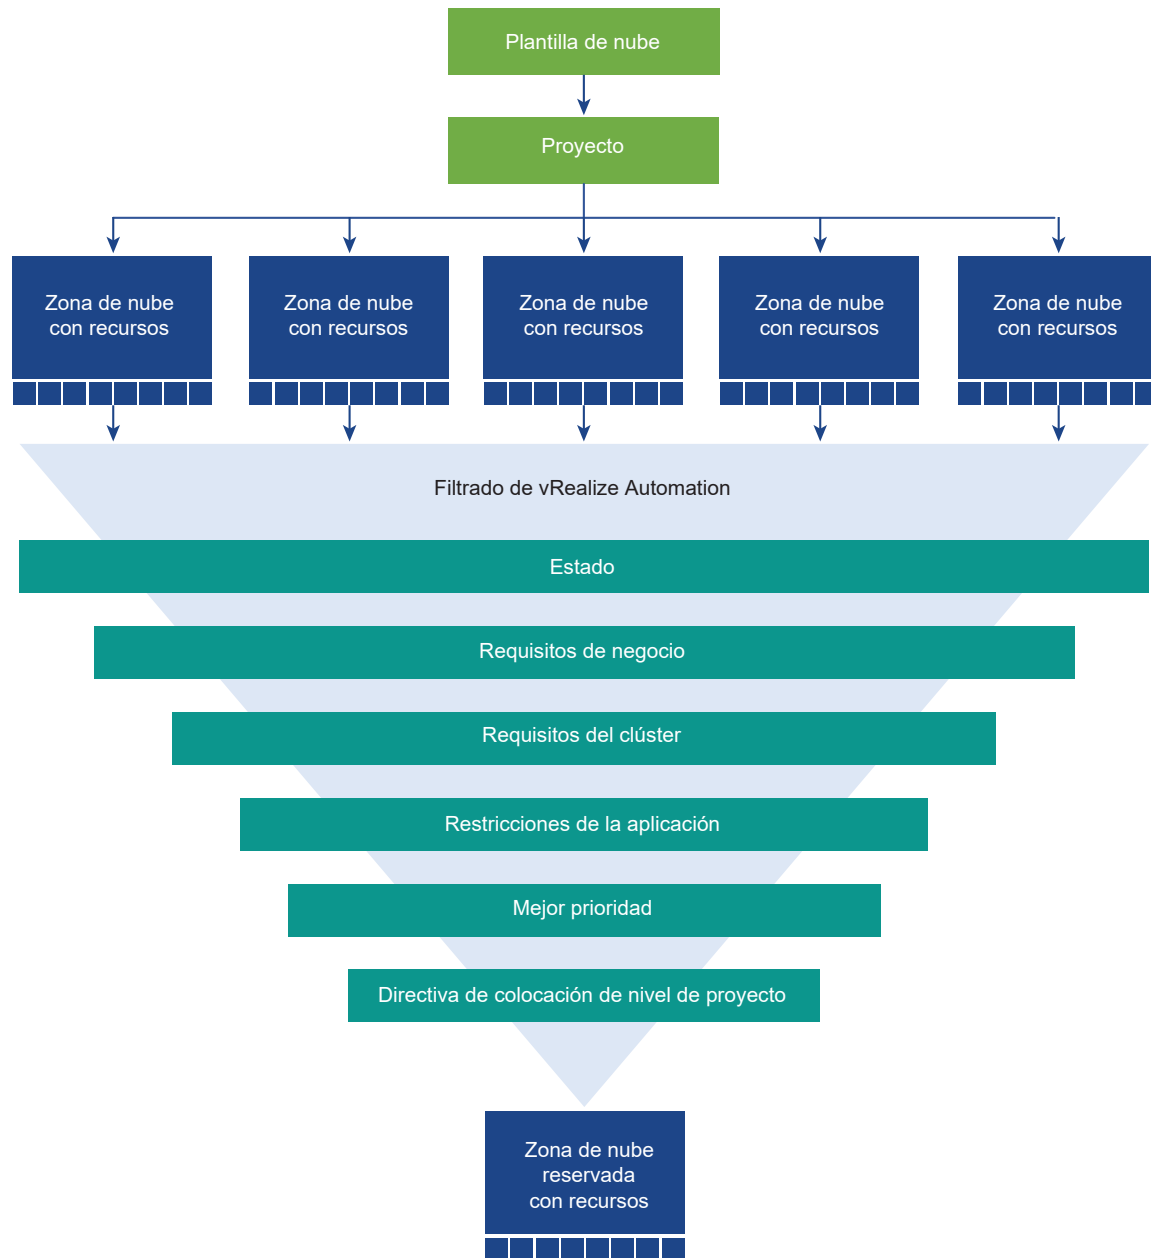 Plantilla de nube
Proyecto
Zona de nube
con recursos
Zona de nube
con recursos
Zona de nube
con recursos
Zona de nube
con recursos
Zona de nube
con recursos
Filtrado de vRealize Automation
Estado
Requisitos de negocio
Requisitos del clúster
Restricciones de la aplicación
Mejor prioridad
Directiva de colocación de nivel de proyecto
Zona de nube
reservada
con recursos